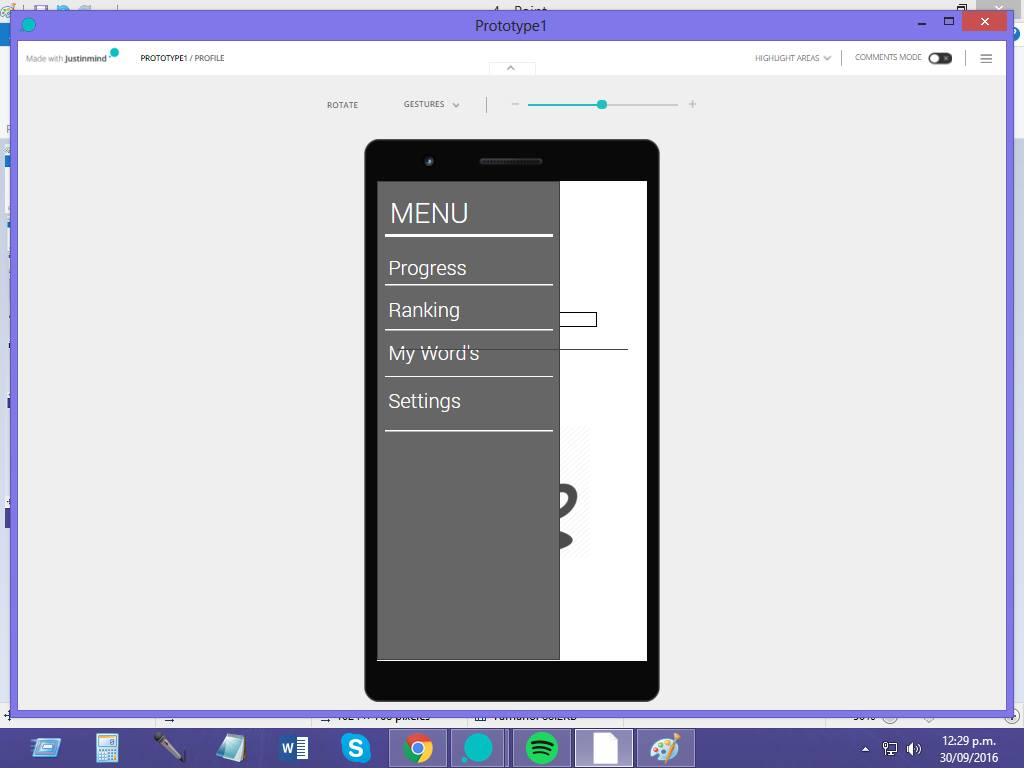 Prototype1
Made with Justinmind
PROTOTYPE1 / PROFILE
HIGHLIGHT AREAS
COMMENTS MODE
ROTATE
GESTURES
MENU
Progress
Ranking
My Word's
Settings
12:29 p.m.
30/09/2016